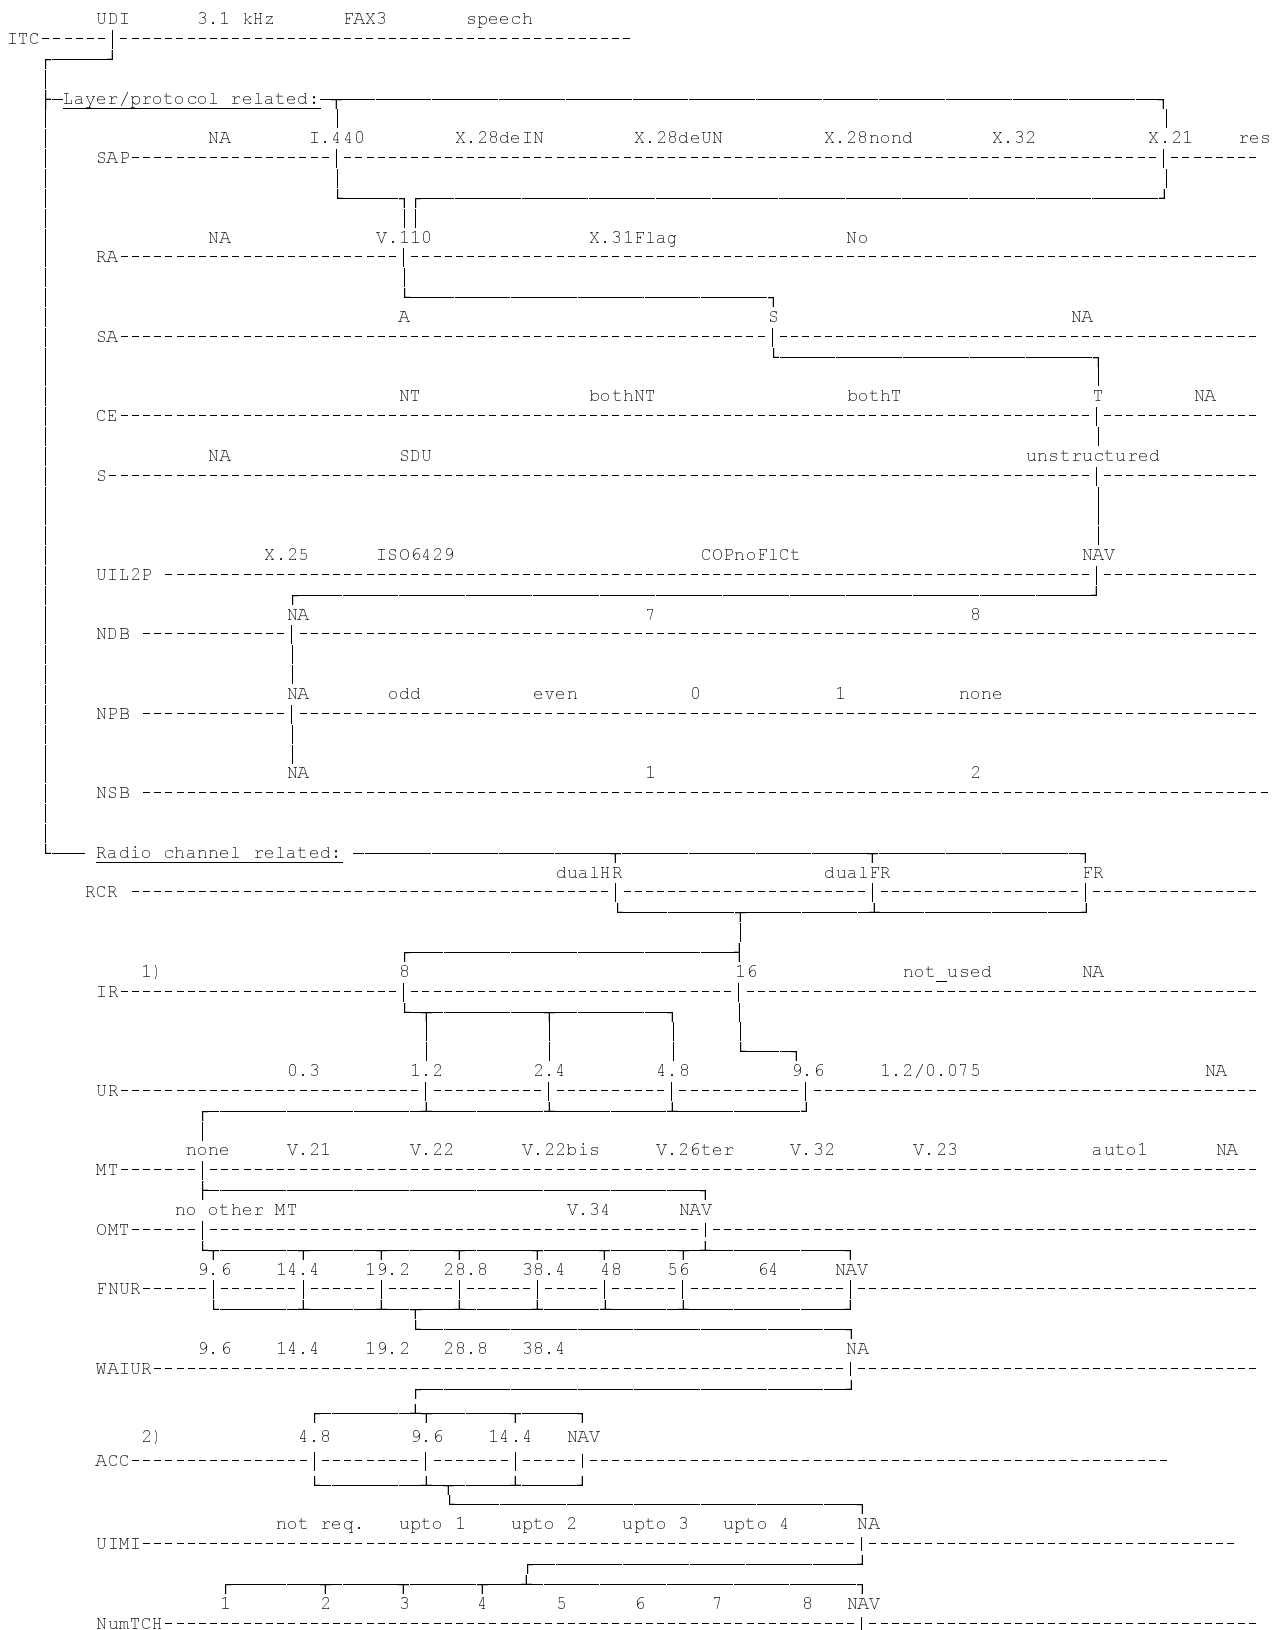 UDI 3.1 kHz FAX3 speech
ITC
Layer/protocol related:
NA I.440 X.28deIN X.28deUN X.28nond X.32 X.21 res
SAP
NA V.110 X.31Flag No
RA
A S NA
SA
NT bothNT bothT T NA
CE
NA SDU unstructured
S
X.25 ISO6429 COPnoFlCt NAV
UIL2P
NA 7 8
NDB
NA odd even 0 1 none
NPB
NA 1 2
NSB
Radio channel related:
dualHR dualFR FR
RCR
1) 8 16 not_used NA
IR
0.3 1.2 2.4 4.8 9.6 1.2/0.075 NA
UR
none V.21 V.22 V.22bis V.26ter V.32 V.23 auto1 NA
MT
no other MT V.34 NAV
OMT
9.6 14.4 19.2 28.8 38.4 48 56 64 NAV
FNUR
9.6 14.4 19.2 28.8 38.4 NA
WAIUR
2) 4.8 9.6 14.4 NAV
ACC
not req. upto 1 upto 2 upto 3 upto 4 NA
UIMI
1 2 3 4 5 6 7 8 NAV
NumTCH